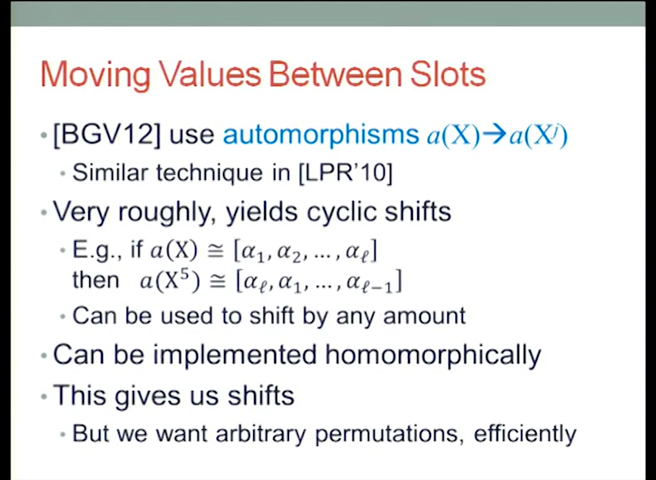 Moving Values Between Slots
• [BGV12] use automorphisms a(X)→a(Xʲ)
• Similar technique in [LPR'10]
• Very roughly, yields cyclic shifts
• E.g., if a(X) ≅ [α₁, α₂, … , αℓ]
then a(X⁵) ≅ [αℓ, α₁, … , αℓ₋₁]
• Can be used to shift by any amount
• Can be implemented homomorphically
• This gives us shifts
• But we want arbitrary permutations, efficiently